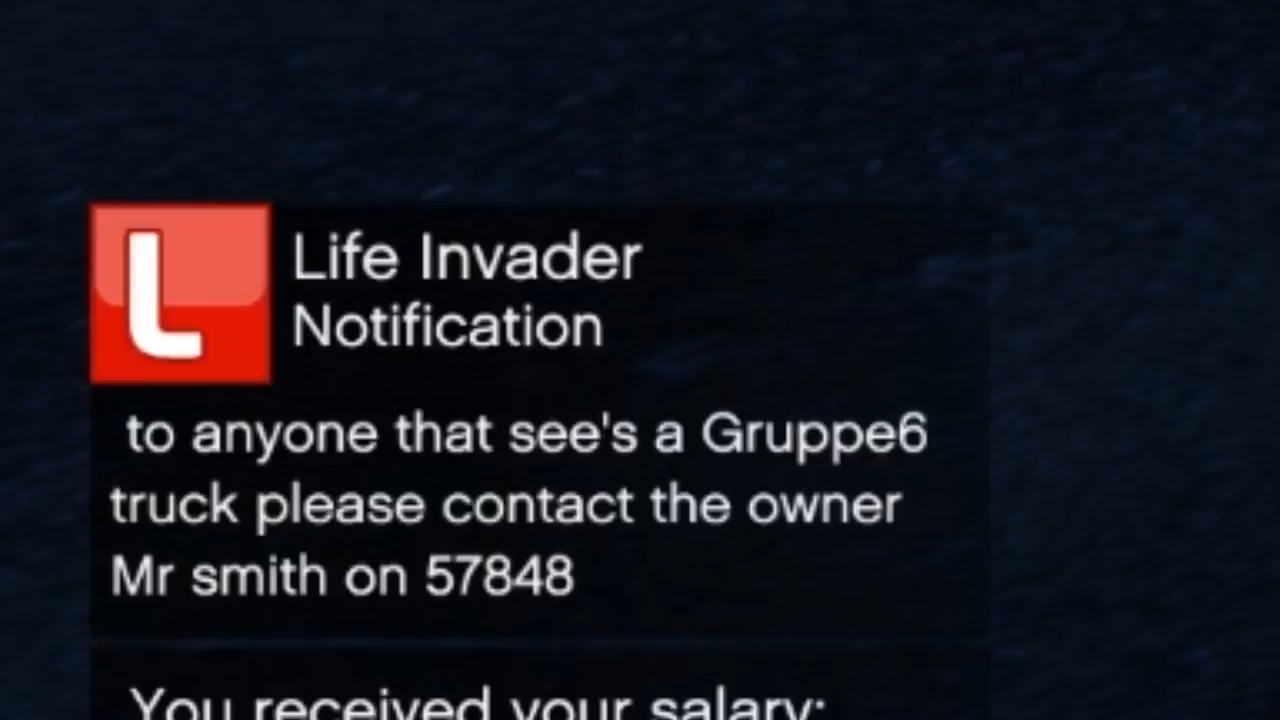 L
Life Invader
Notification
to anyone that see's a Gruppe6
truck please contact the owner
Mr smith on 57848
You received your salary: